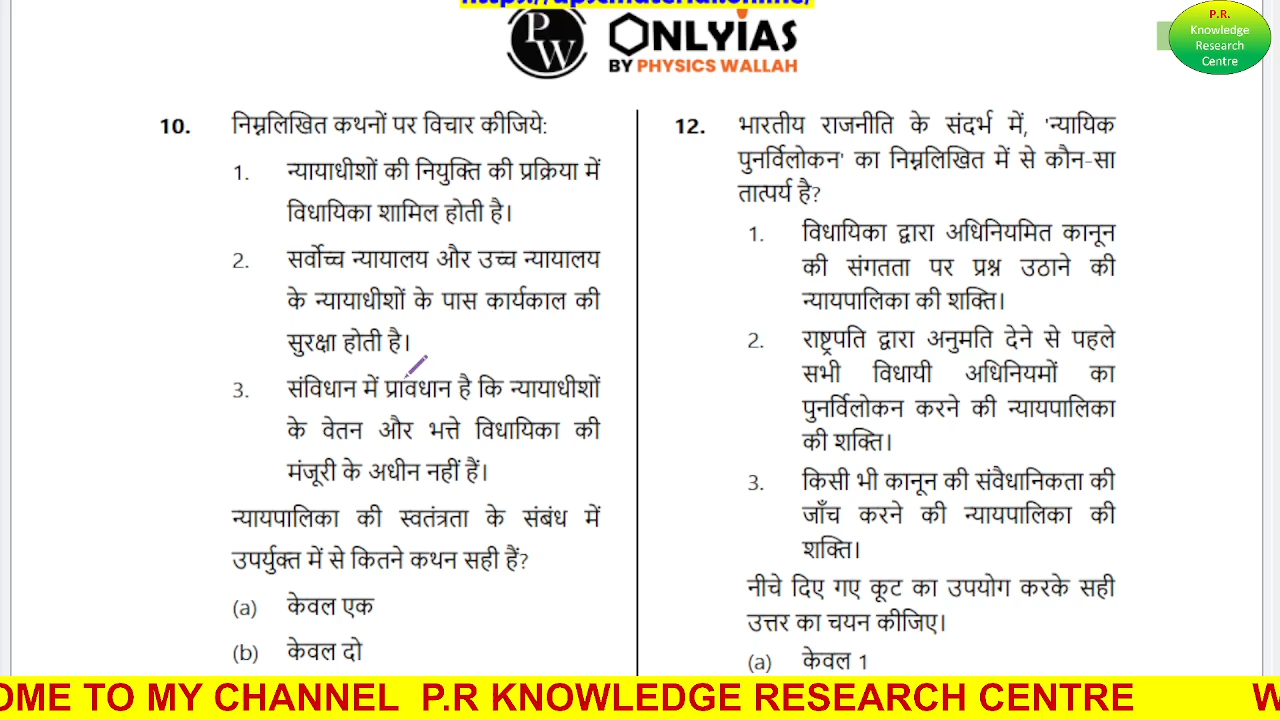 https://upscmaterial.online/
PW
ONLYIAS
BY PHYSICS WALLAH
P.R.
Knowledge
Research
Centre
10. निम्नलिखित कथनों पर विचार कीजिये:
1. न्यायाधीशों की नियुक्ति की प्रक्रिया में
विधायिका शामिल होती है।
2. सर्वोच्च न्यायालय और उच्च न्यायालय
के न्यायाधीशों के पास कार्यकाल की
सुरक्षा होती है।
3. संविधान में प्रावधान है कि न्यायाधीशों
के वेतन और भत्ते विधायिका की
मंजूरी के अधीन नहीं हैं।
न्यायपालिका की स्वतंत्रता के संबंध में
उपर्युक्त में से कितने कथन सही हैं?
(a) केवल एक
(b) केवल दो
12. भारतीय राजनीति के संदर्भ में, 'न्यायिक
पुनर्विलोकन' का निम्नलिखित में से कौन-सा
तात्पर्य है?
1. विधायिका द्वारा अधिनियमित कानून
की संगतता पर प्रश्न उठाने की
न्यायपालिका की शक्ति।
2. राष्ट्रपति द्वारा अनुमति देने से पहले
सभी विधायी अधिनियमों का
पुनर्विलोकन करने की न्यायपालिका
की शक्ति।
3. किसी भी कानून की संवैधानिकता की
जाँच करने की न्यायपालिका की
शक्ति।
नीचे दिए गए कूट का उपयोग करके सही
उत्तर का चयन कीजिए।
(a) केवल 1
OME TO MY CHANNEL P.R KNOWLEDGE RESEARCH CENTRE W